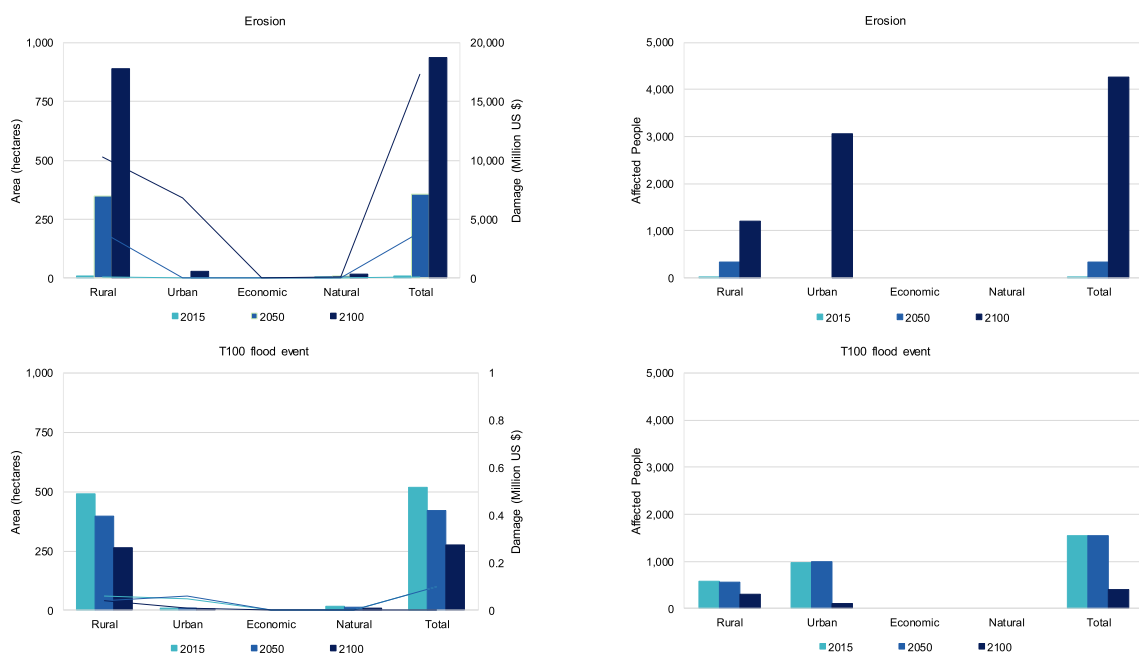 Erosion
1,000
750
500
250
0
Area (hectares)
20,000
15,000
10,000
5,000
0
Damage (Million US $)
Rural Urban Economic Natural Total
2015 2050 2100
Erosion
5,000
4,000
3,000
2,000
1,000
0
Affected People
Rural Urban Economic Natural Total
2015 2050 2100
T100 flood event
1,000
750
500
250
0
Area (hectares)
1
0.8
0.6
0.4
0.2
0
Damage (Million US $)
Rural Urban Economic Natural Total
2015 2050 2100
T100 flood event
5,000
4,000
3,000
2,000
1,000
0
Affected People
Rural Urban Economic Natural Total
2015 2050 2100